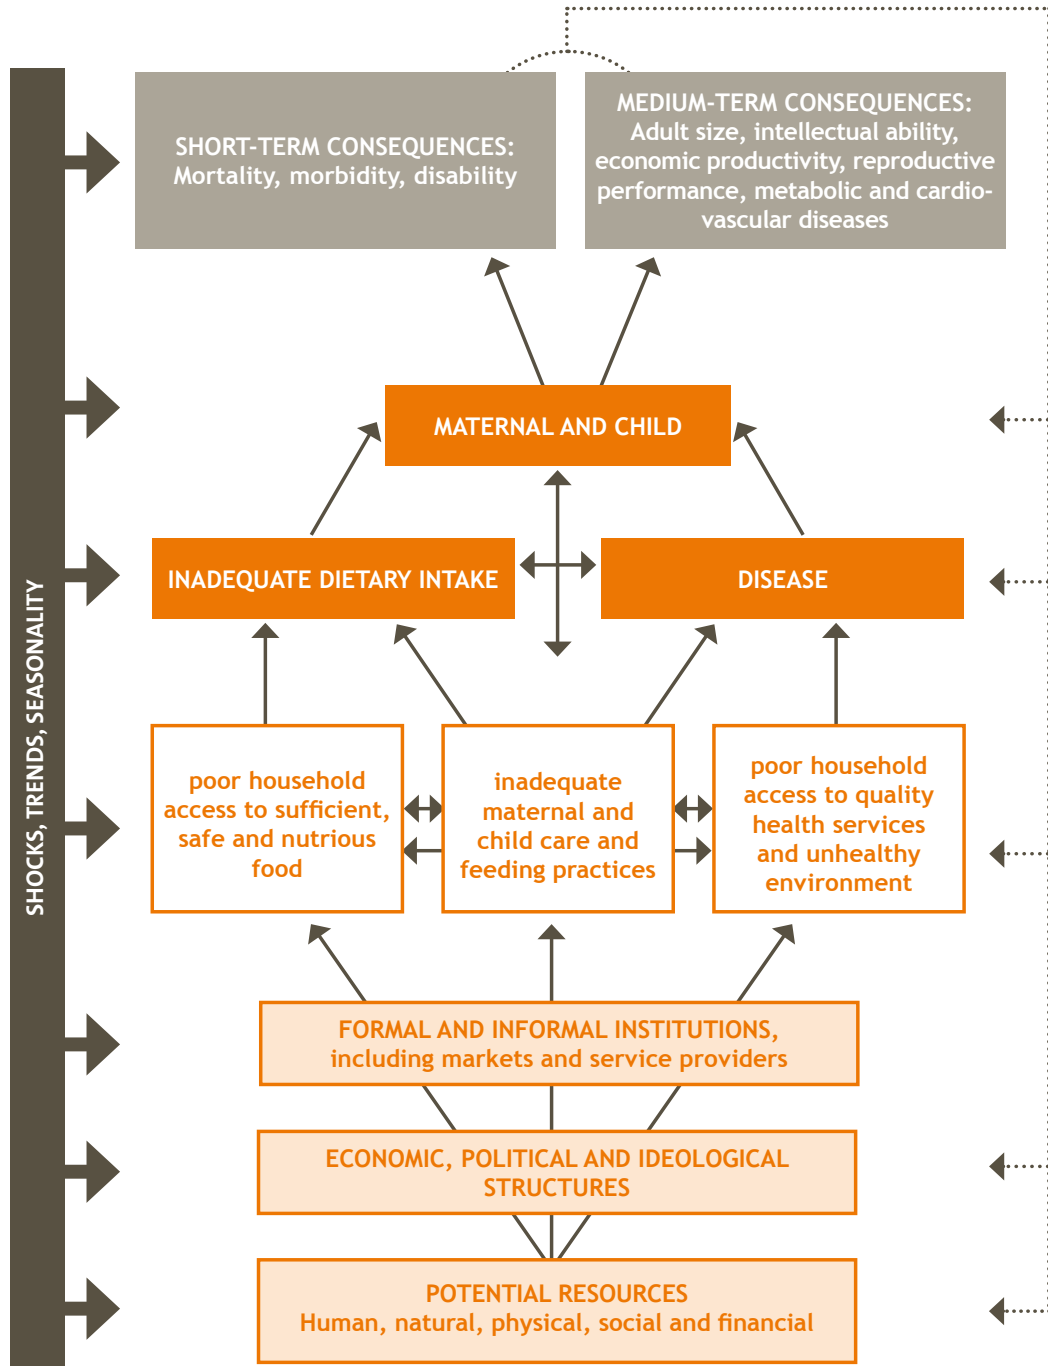 SHORT-TERM CONSEQUENCES:
Mortality, morbidity, disability
MEDIUM-TERM CONSEQUENCES:
Adult size, intellectual ability,
economic productivity, reproductive
performance, metabolic and cardio-
vascular diseases
MATERNAL AND CHILD
INADEQUATE DIETARY INTAKE
DISEASE
SHOCKS, TRENDS, SEASONALITY
poor household
access to sufficient,
safe and nutritious
food
inadequate
maternal and
child care and
feeding practices
poor household
access to quality
health services
and unhealthy
environment
FORMAL AND INFORMAL INSTITUTIONS,
including markets and service providers
ECONOMIC, POLITICAL AND IDEOLOGICAL
STRUCTURES
POTENTIAL RESOURCES
Human, natural, physical, social and financial